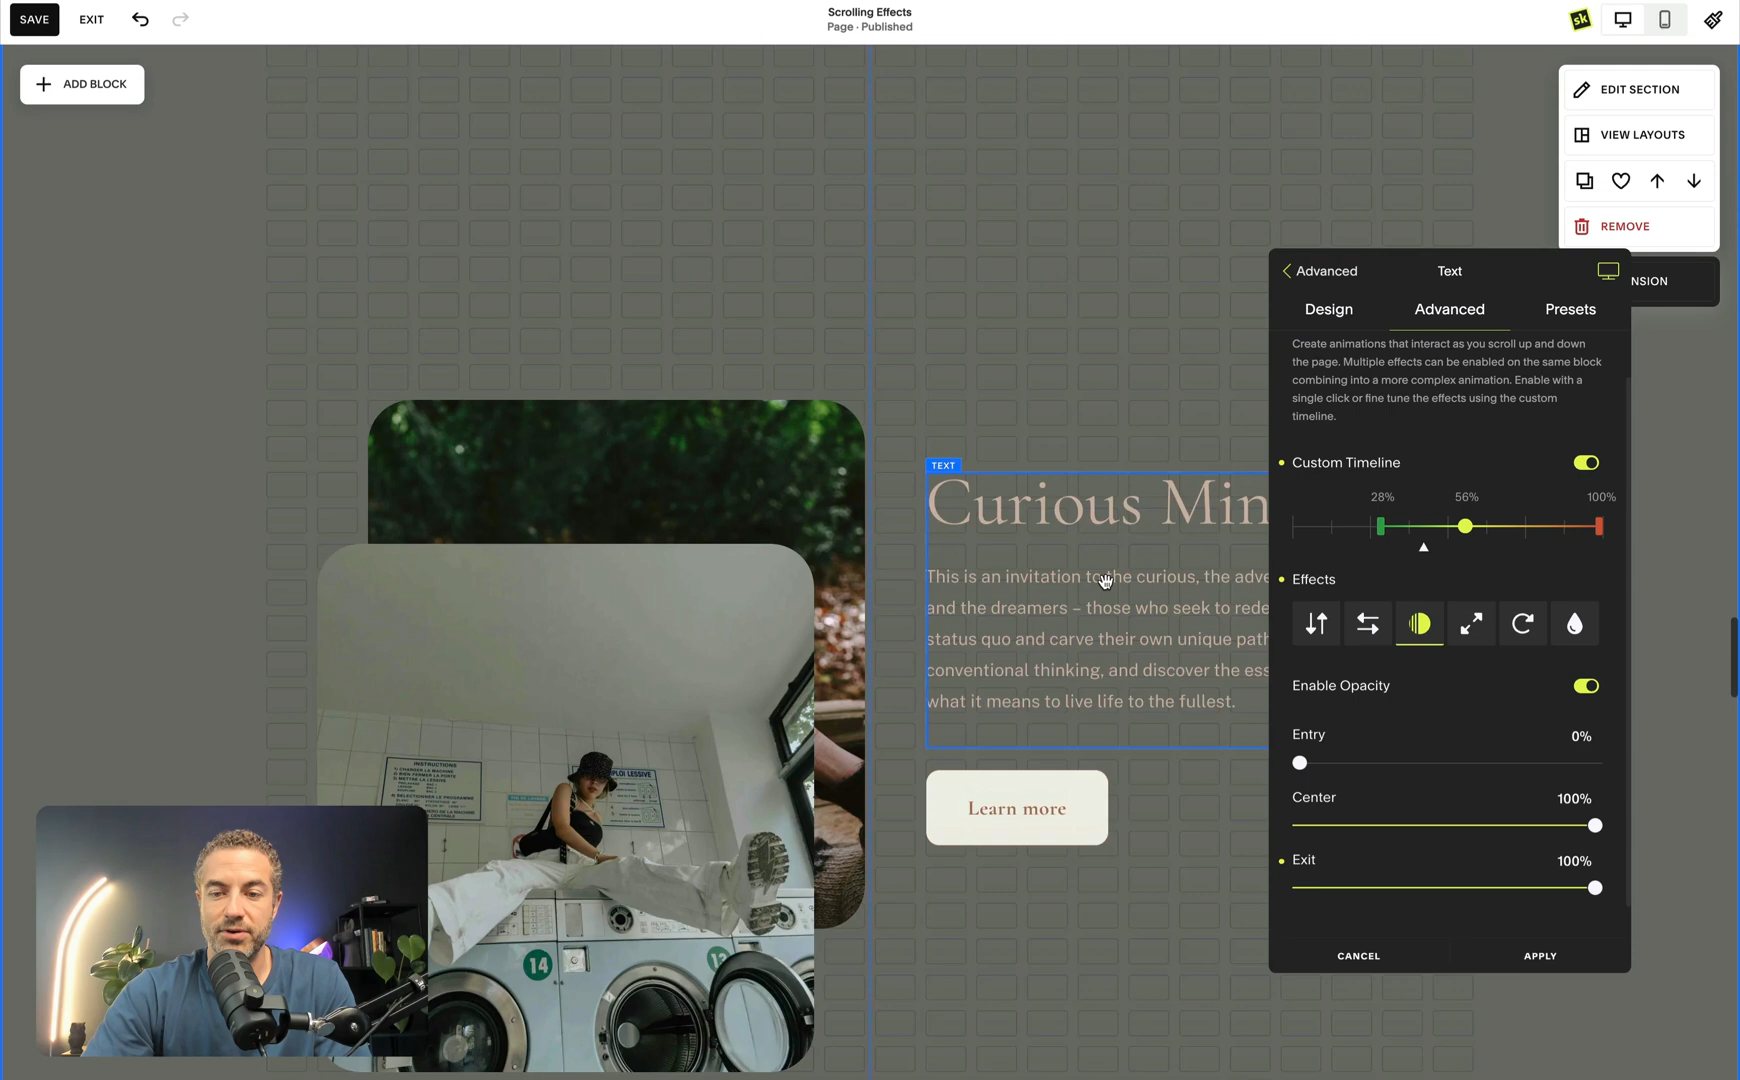 SAVE
EXIT
Scrolling Effects
Page · Published
sk
ADD BLOCK
EDIT SECTION
VIEW LAYOUTS
REMOVE
NSION
Advanced
Text
Design
Advanced
Presets
Create animations that interact as you scroll up and down
the page. Multiple effects can be enabled on the same block
combining into a more complex animation. Enable with a
single click or fine tune the effects using the custom
timeline.
Custom Timeline
28%
56%
100%
Effects
Enable Opacity
Entry
0%
Center
100%
Exit
100%
CANCEL
APPLY
TEXT
Curious Min
This is an invitation to the curious, the adve
and the dreamers – those who seek to rede
status quo and carve their own unique path
conventional thinking, and discover the ess
what it means to live life to the fullest.
Learn more
INSTRUCTIONS
14